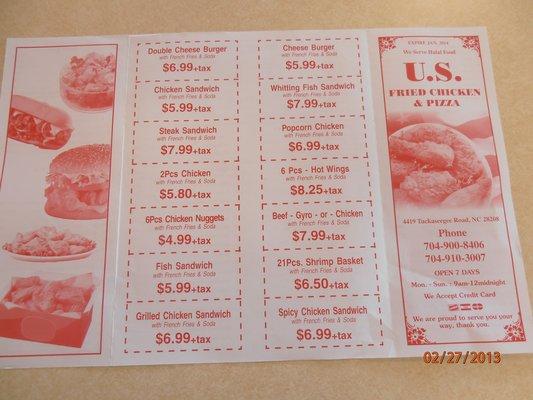 Double Cheese Burger
with French Fries & Soda
$6.99+tax
Chicken Sandwich
with French Fries & Soda
$5.99+tax
Steak Sandwich
with French Fries & Soda
$7.99+tax
2Pcs Chicken
with French Fries & Soda
$5.80+tax
6Pcs Chicken Nuggets
with French Fries & Soda
$4.99+tax
Fish Sandwich
with French Fries & Soda
$5.99+tax
Grilled Chicken Sandwich
with French Fries & Soda
$6.99+tax
Cheese Burger
with French Fries & Soda
$5.99+tax
Whitting Fish Sandwich
with French Fries & Soda
$7.99+tax
Popcorn Chicken
with French Fries & Soda
$6.99+tax
6 Pcs - Hot Wings
with French Fries & Soda
$8.25+tax
Beef - Gyro - or - Chicken
with French Fries & Soda
$7.99+tax
21Pcs. Shrimp Basket
with French Fries & Soda
$6.50+tax
Spicy Chicken Sandwich
with French Fries & Soda
$6.99+tax
EXPIRE JAN. 2014
We Serve Halal Food
U.S.
FRIED CHICKEN
& PIZZA
4419 Tuckaseegee Road, NC 28208
Phone
704-900-8406
704-910-3007
OPEN 7 DAYS
Mon. - Sun. : 9am-12midnight
We Accept Credit Card
We are proud to serve you your
way, thank you.
02/27/2013